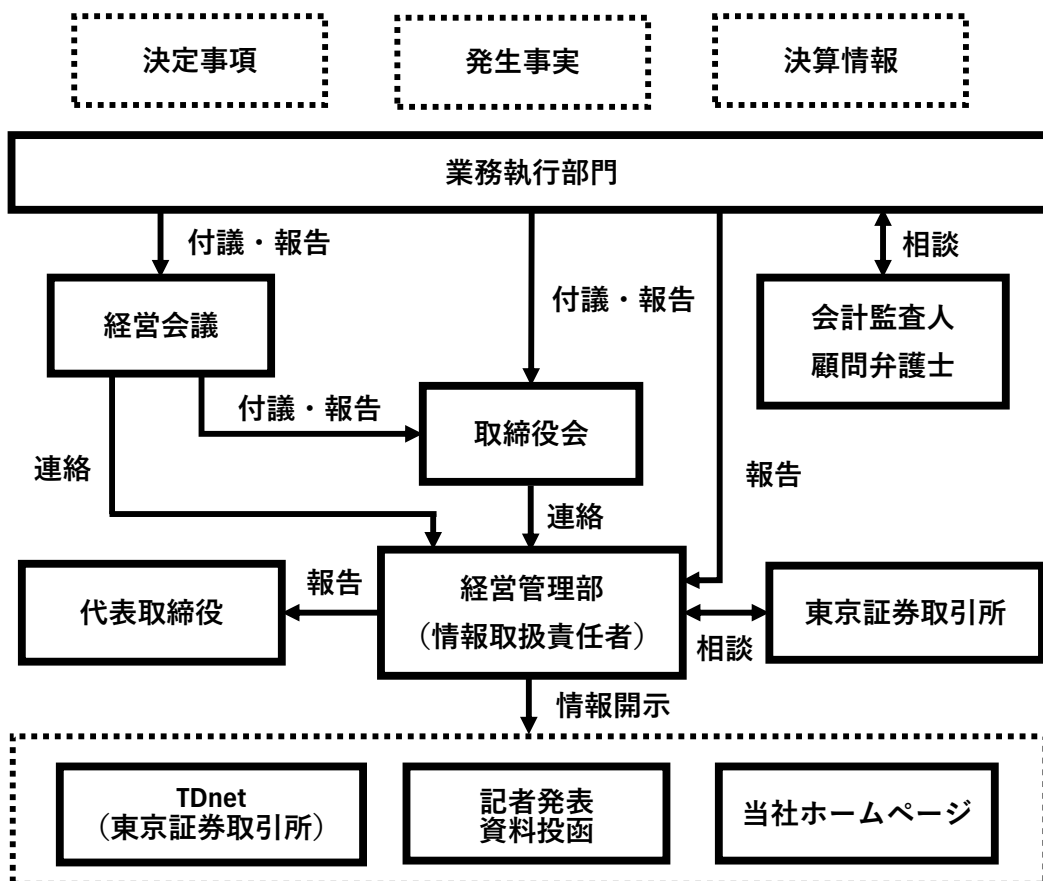 決定事項
発生事実
決算情報
業務執行部門
付議・報告
相談
付議・報告
経営会議
会計監査人
顧問弁護士
付議・報告
取締役会
連絡
報告
連絡
代表取締役
報告
経営管理部
（情報取扱責任者）
相談
東京証券取引所
情報開示
TDnet
（東京証券取引所）
記者発表
資料投函
当社ホームページ